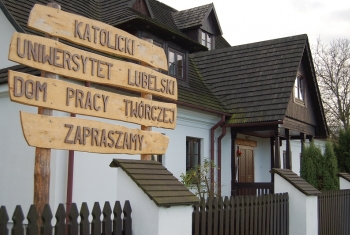 KATOLICKI
UNIWERSYTET LUBELSKI
DOM PRACY TWÓRCZEJ
ZAPRASZAMY